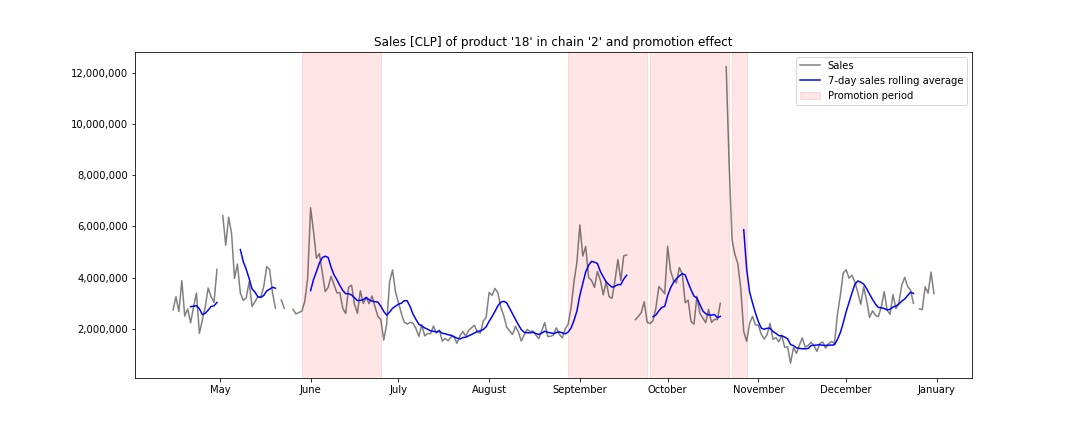 Sales [CLP] of product '18' in chain '2' and promotion effect
12,000,000
10,000,000
8,000,000
6,000,000
4,000,000
2,000,000
Sales
7-day sales rolling average
Promotion period
May
June
July
August
September
October
November
December
January